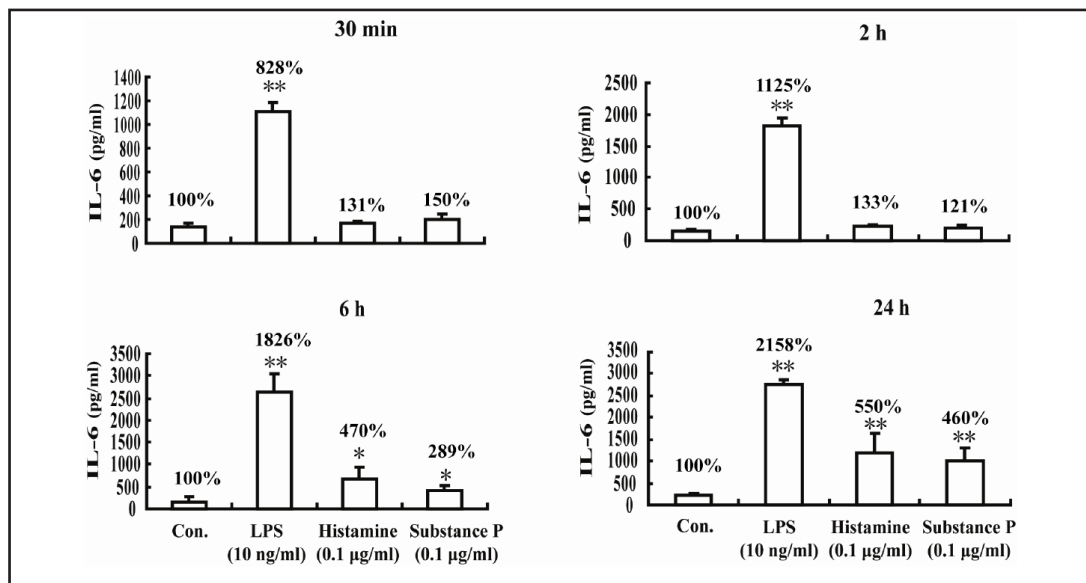 30 min
828%
**
1400
1200
1000
800
600
400
200
0
IL-6 (pg/ml)
100%
131%
150%
2 h
1125%
**
2500
2000
1500
1000
500
0
IL-6 (pg/ml)
100%
133%
121%
6 h
1826%
**
3500
3000
2500
2000
1500
1000
500
0
IL-6 (pg/ml)
100%
470%
*
289%
*
Con.
LPS
(10 ng/ml)
Histamine
(0.1 µg/ml)
Substance P
(0.1 µg/ml)
24 h
2158%
**
3500
3000
2500
2000
1500
1000
500
0
IL-6 (pg/ml)
100%
550%
**
460%
**
Con.
LPS
(10 ng/ml)
Histamine
(0.1 µg/ml)
Substance P
(0.1 µg/ml)